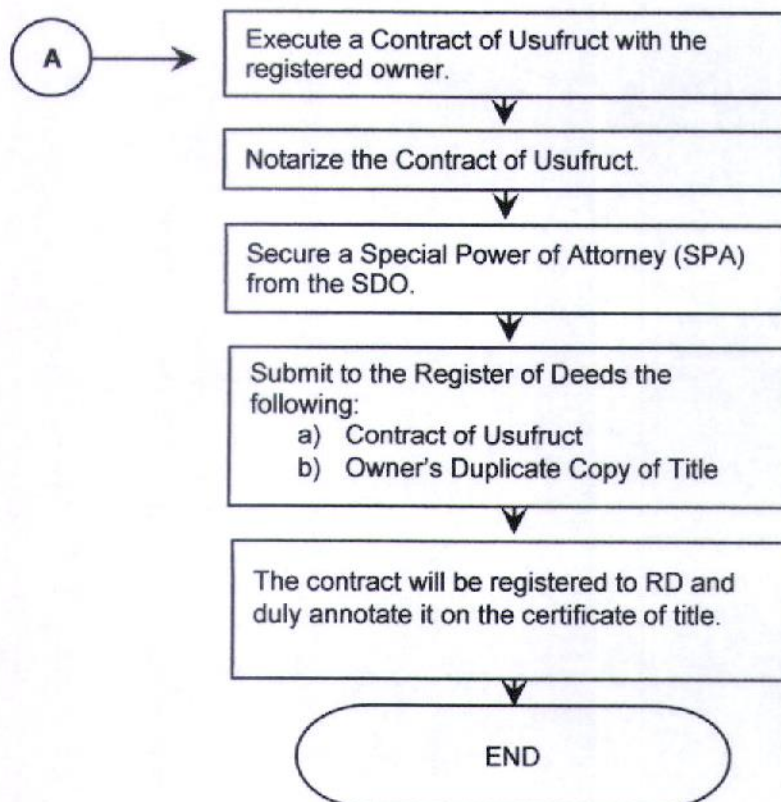 A
Execute a Contract of Usufruct with the
registered owner.
Notarize the Contract of Usufruct.
Secure a Special Power of Attorney (SPA)
from the SDO.
Submit to the Register of Deeds the
following:
a) Contract of Usufruct
b) Owner's Duplicate Copy of Title
The contract will be registered to RD and
duly annotate it on the certificate of title.
END